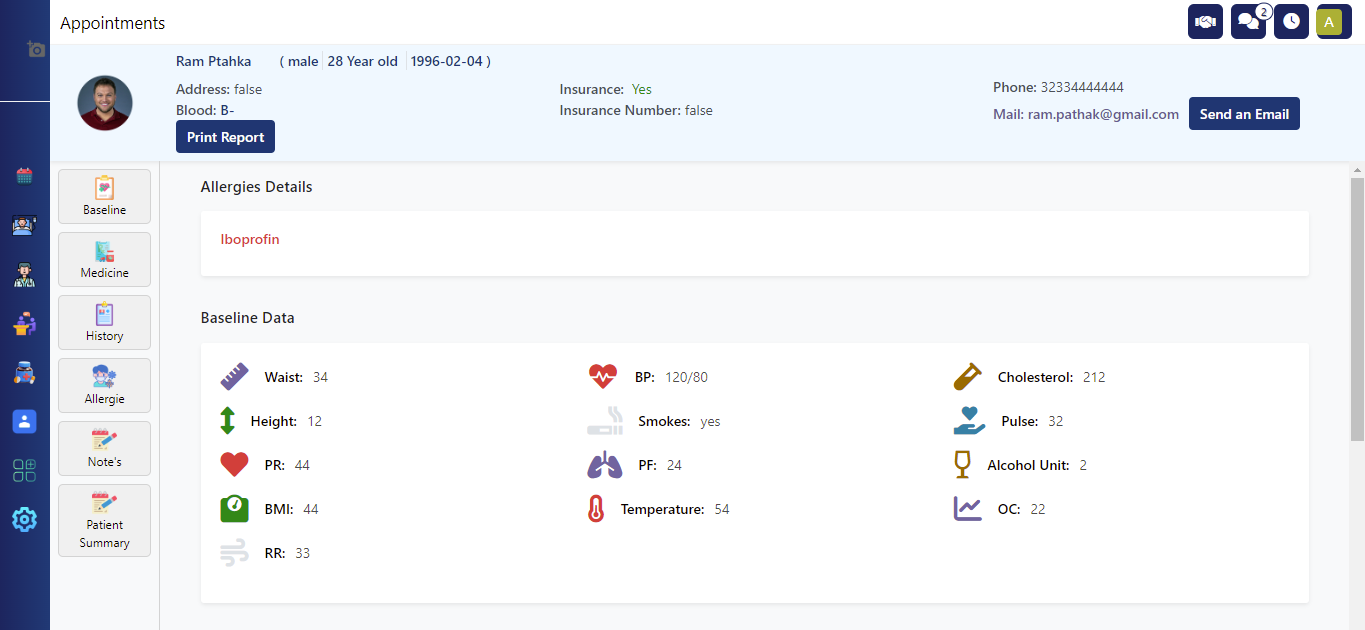 Appointments
2
A
Ram Ptahka ( male 28 Year old 1996-02-04 )
Address: false
Blood: B-
Print Report
Insurance: Yes
Insurance Number: false
Phone: 32334444444
Mail: ram.pathak@gmail.com
Send an Email
Baseline
Medicine
History
Allergie
Note's
Patient
Summary
Allergies Details
Iboprofin
Baseline Data
Waist: 34
BP: 120/80
Cholesterol: 212
Height: 12
Smokes: yes
Pulse: 32
PR: 44
PF: 24
Alcohol Unit: 2
BMI: 44
Temperature: 54
OC: 22
RR: 33